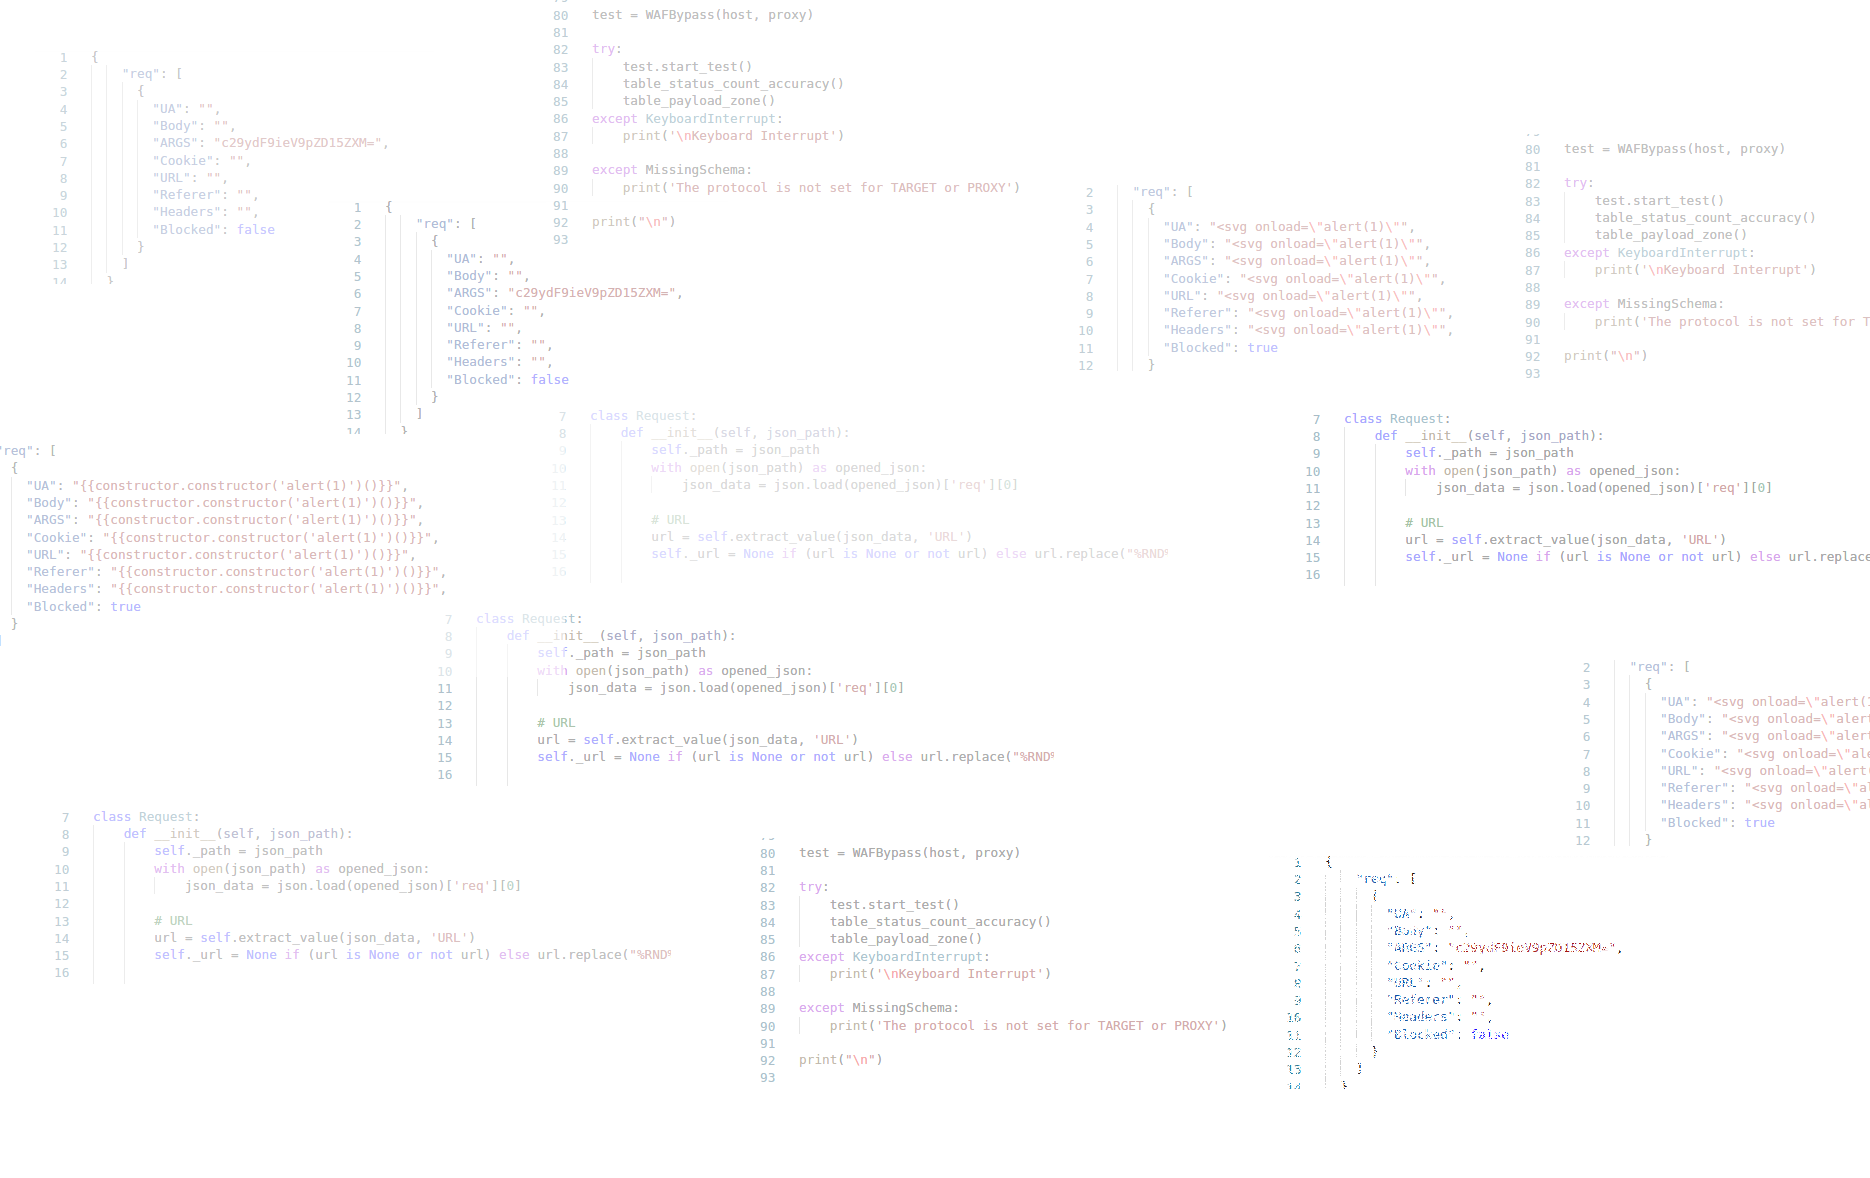 80 test = WAFBypass(host, proxy)
81
82 try:
83 test.start_test()
84 table_status_count_accuracy()
85 table_payload_zone()
86 except KeyboardInterrupt:
87 print('\nKeyboard Interrupt')
88
89 except MissingSchema:
90 print('The protocol is not set for TARGET or PROXY')
91
92 print("\n")
93
1 {
2 "req": [
3 {
4 "UA": "",
5 "Body": "",
6 "ARGS": "c29ydF9ieV9pZD15ZXM=",
7 "Cookie": "",
8 "URL": "",
9 "Referer": "",
10 "Headers": "",
11 "Blocked": false
12 }
13 ]
14 }
80 test = WAFBypass(host, proxy)
81
82 try:
83 test.start_test()
84 table_status_count_accuracy()
85 table_payload_zone()
86 except KeyboardInterrupt:
87 print('\nKeyboard Interrupt')
88
89 except MissingSchema:
90 print('The protocol is not set for T
91
92 print("\n")
93
2 "req": [
3 {
4 "UA": "<svg onload=\"alert(1)\"",
5 "Body": "<svg onload=\"alert(1)\"",
6 "ARGS": "<svg onload=\"alert(1)\"",
7 "Cookie": "<svg onload=\"alert(1)\"",
8 "URL": "<svg onload=\"alert(1)\"",
9 "Referer": "<svg onload=\"alert(1)\"",
10 "Headers": "<svg onload=\"alert(1)\"",
11 "Blocked": true
12 }
1 {
2 "req": [
3 {
4 "UA": "",
5 "Body": "",
6 "ARGS": "c29ydF9ieV9pZD15ZXM=",
7 "Cookie": "",
8 "URL": "",
9 "Referer": "",
10 "Headers": "",
11 "Blocked": false
12 }
13 ]
14 }
7 class Request:
8 def __init__(self, json_path):
9 self._path = json_path
10 with open(json_path) as opened_json:
11 json_data = json.load(opened_json)['req'][0]
12
13 # URL
14 url = self.extract_value(json_data, 'URL')
15 self._url = None if (url is None or not url) else url.replace("%RND%
16
7 class Request:
8 def __init__(self, json_path):
9 self._path = json_path
10 with open(json_path) as opened_json:
11 json_data = json.load(opened_json)['req'][0]
12
13 # URL
14 url = self.extract_value(json_data, 'URL')
15 self._url = None if (url is None or not url) else url.replace
16
"req": [
{
"UA": "{{constructor.constructor('alert(1)')()}}",
"Body": "{{constructor.constructor('alert(1)')()}}",
"ARGS": "{{constructor.constructor('alert(1)')()}}",
"Cookie": "{{constructor.constructor('alert(1)')()}}",
"URL": "{{constructor.constructor('alert(1)')()}}",
"Referer": "{{constructor.constructor('alert(1)')()}}",
"Headers": "{{constructor.constructor('alert(1)')()}}",
"Blocked": true
}
]
7 class Request:
8 def __init__(self, json_path):
9 self._path = json_path
10 with open(json_path) as opened_json:
11 json_data = json.load(opened_json)['req'][0]
12
13 # URL
14 url = self.extract_value(json_data, 'URL')
15 self._url = None if (url is None or not url) else url.replace("%RND%
16
2 "req": [
3 {
4 "UA": "<svg onload=\"alert(1
5 "Body": "<svg onload=\"alert
6 "ARGS": "<svg onload=\"alert
7 "Cookie": "<svg onload=\"ale
8 "URL": "<svg onload=\"alert(
9 "Referer": "<svg onload=\"al
10 "Headers": "<svg onload=\"al
11 "Blocked": true
12 }
7 class Request:
8 def __init__(self, json_path):
9 self._path = json_path
10 with open(json_path) as opened_json:
11 json_data = json.load(opened_json)['req'][0]
12
13 # URL
14 url = self.extract_value(json_data, 'URL')
15 self._url = None if (url is None or not url) else url.replace("%RND%
16
80 test = WAFBypass(host, proxy)
81
82 try:
83 test.start_test()
84 table_status_count_accuracy()
85 table_payload_zone()
86 except KeyboardInterrupt:
87 print('\nKeyboard Interrupt')
88
89 except MissingSchema:
90 print('The protocol is not set for TARGET or PROXY')
91
92 print("\n")
93
1 {
2 "req": [
3 {
4 "UA": "",
5 "Body": "",
6 "ARGS": "c29ydF9ieV9pZD15ZXM=",
7 "Cookie": "",
8 "URL": "",
9 "Referer": "",
10 "Headers": "",
11 "Blocked": false
12 }
13 ]
14 }